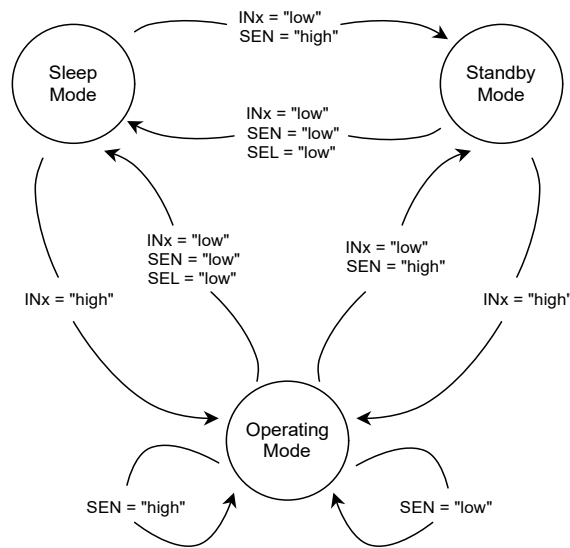 INx = "low"
SEN = "high"
Sleep
Mode
Standby
Mode
INx = "low"
SEN = "low"
SEL = "low"
INx = "low"
SEN = "low"
SEL = "low"
INx = "low"
SEN = "high"
INx = "high"
INx = "high'
Operating
Mode
SEN = "high"
SEN = "low"